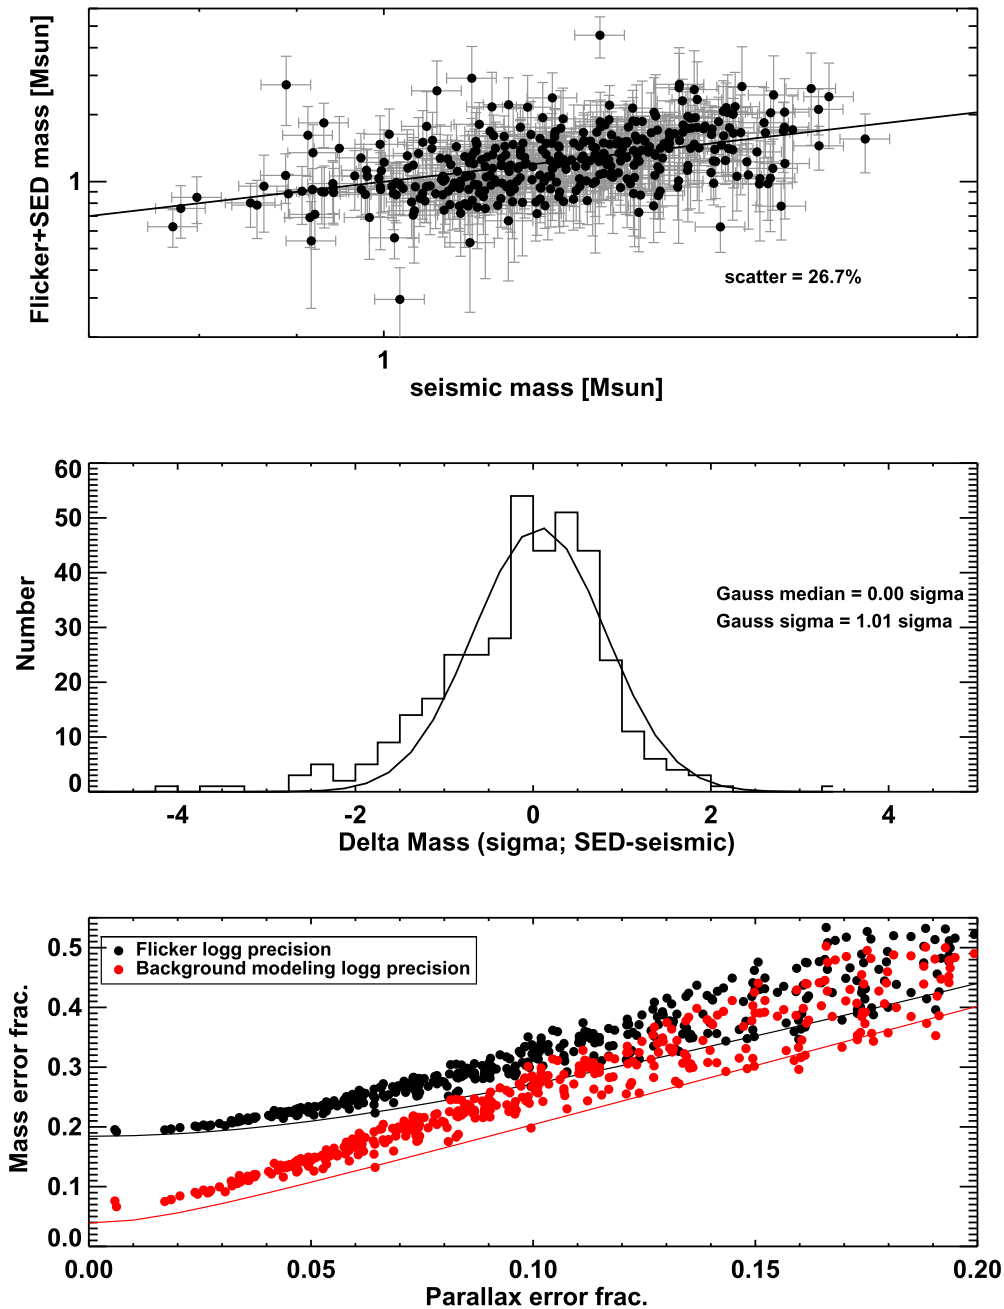 Flicker+SED mass [Msun]
1
scatter = 26.7%
1
seismic mass [Msun]
60
50
40
30
20
10
0
Number
Gauss median = 0.00 sigma
Gauss sigma = 1.01 sigma
-4 -2 0 2 4
Delta Mass (sigma; SED-seismic)
0.5
0.4
0.3
0.2
0.1
0.0
Mass error frac.
Flicker logg precision
Background modeling logg precision
0.00 0.05 0.10 0.15 0.20
Parallax error frac.